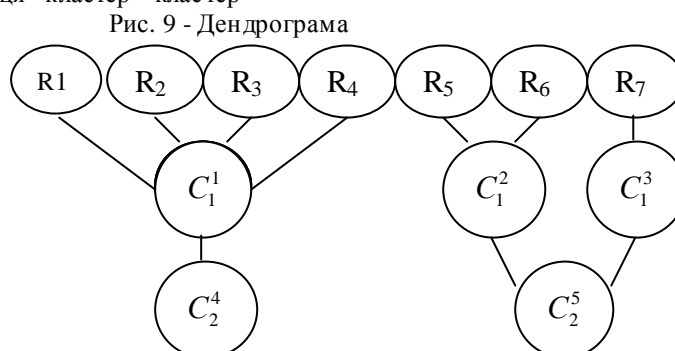 Рис. 9 - Дендрограма
R1 R₂ R₃ R₄ R₅ R₆ R₇
C₁¹ C₁² C₁³
C₂⁴ C₂⁵